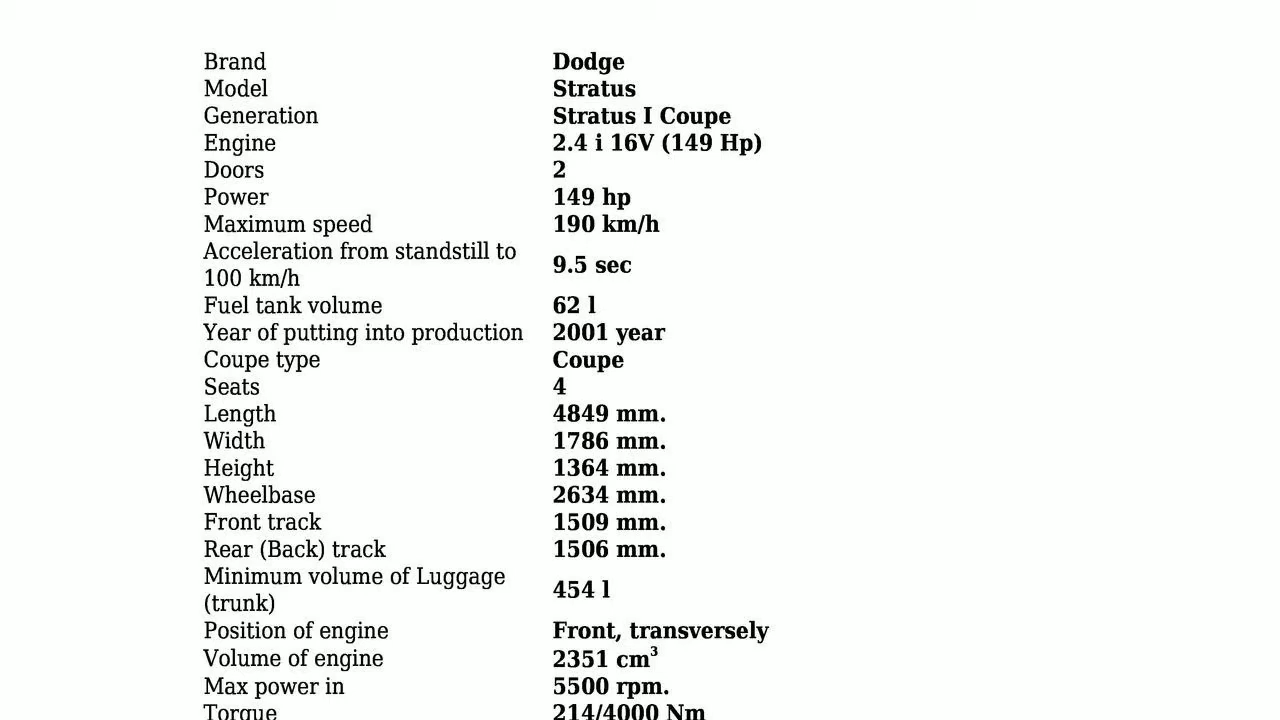 Brand Dodge
Model Stratus
Generation Stratus I Coupe
Engine 2.4 i 16V (149 Hp)
Doors 2
Power 149 hp
Maximum speed 190 km/h
Acceleration from standstill to
100 km/h 9.5 sec
Fuel tank volume 62 l
Year of putting into production 2001 year
Coupe type Coupe
Seats 4
Length 4849 mm.
Width 1786 mm.
Height 1364 mm.
Wheelbase 2634 mm.
Front track 1509 mm.
Rear (Back) track 1506 mm.
Minimum volume of Luggage
(trunk) 454 l
Position of engine Front, transversely
Volume of engine 2351 cm³
Max power in 5500 rpm.
Torque 214/4000 Nm